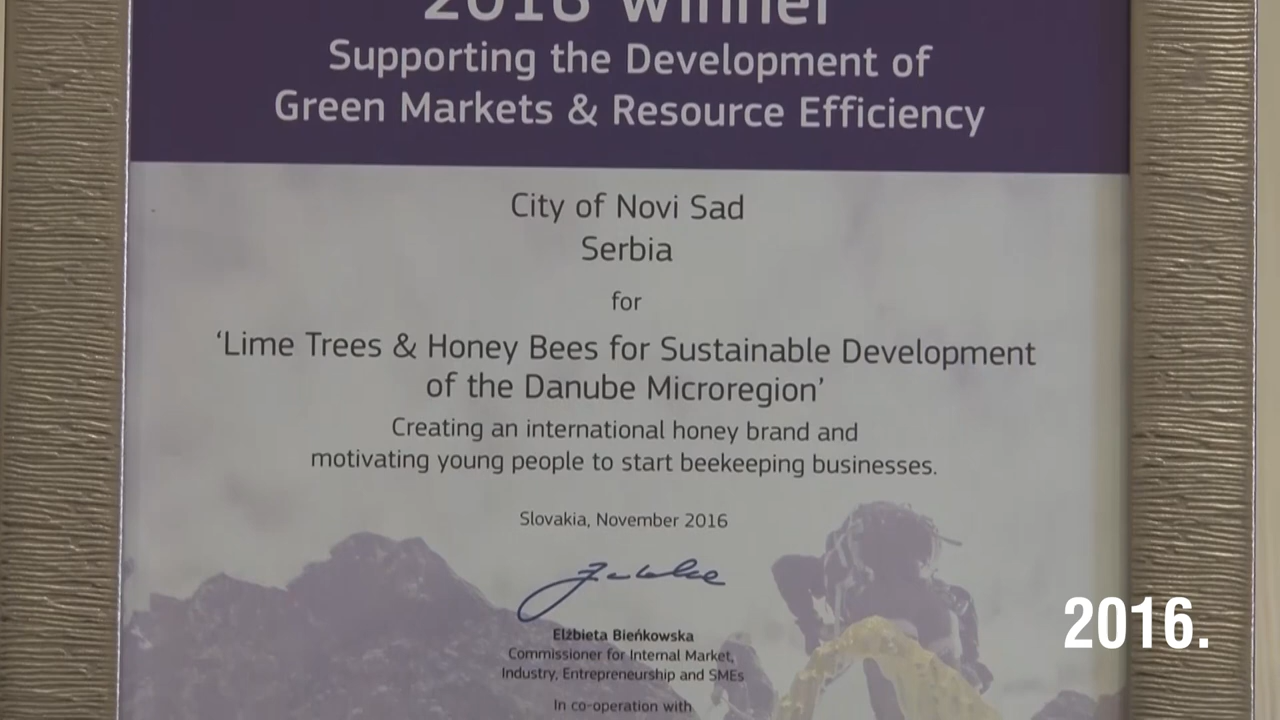 2016 Winner
Supporting the Development of
Green Markets & Resource Efficiency
City of Novi Sad
Serbia
for
‘Lime Trees & Honey Bees for Sustainable Development
of the Danube Microregion’
Creating an international honey brand and
motivating young people to start beekeeping businesses.
Slovakia, November 2016
Elżbieta Bieńkowska
Commissioner for Internal Market,
Industry, Entrepreneurship and SMEs
In co-operation with
2016.